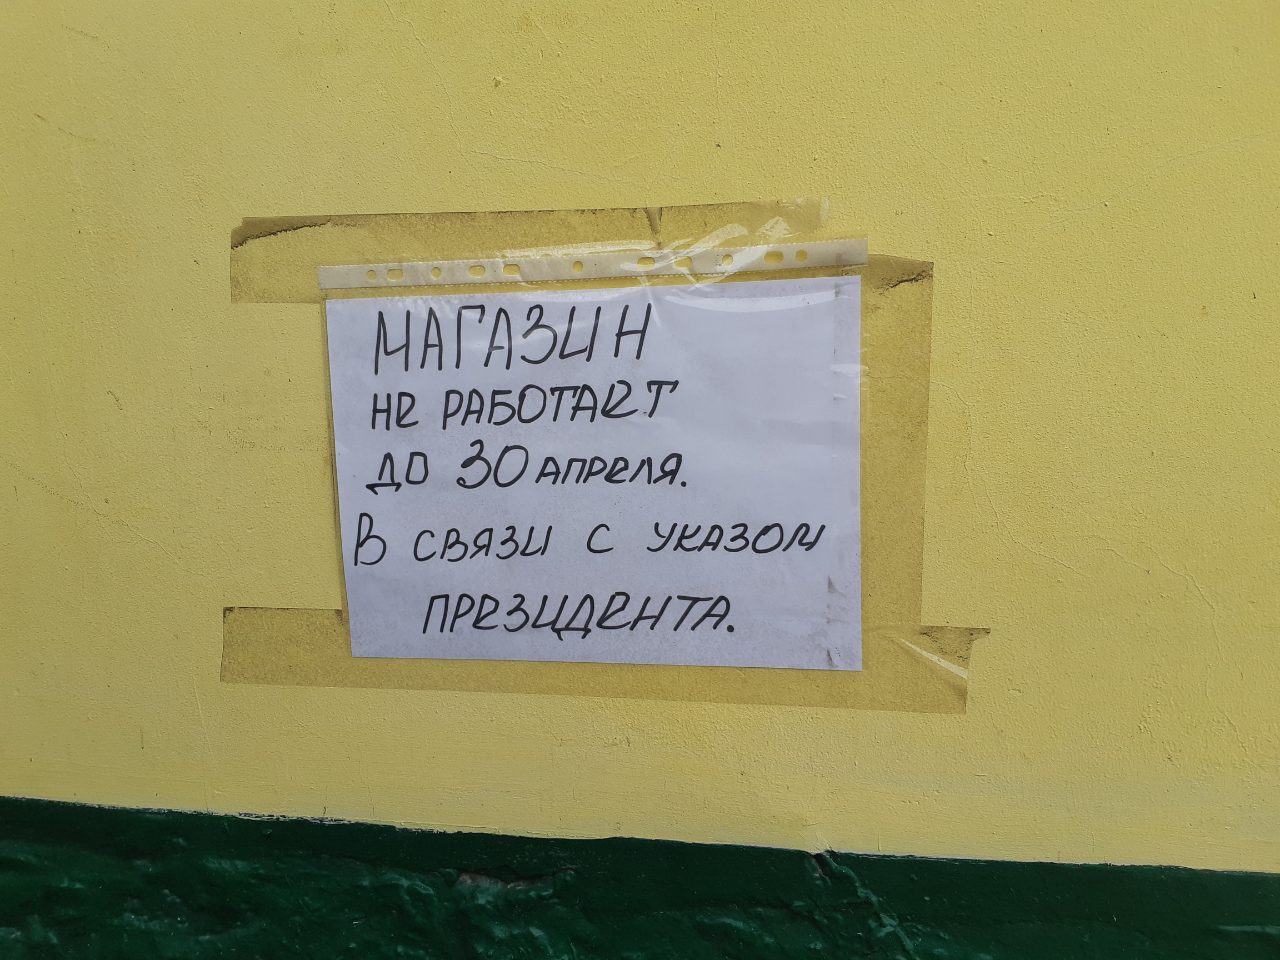 МАГАЗИН
НЕ РАБОТАЕТ
ДО 30 АПРЕЛЯ.
В СВЯЗИ С УКАЗОМ
ПРЕЗИДЕНТА.